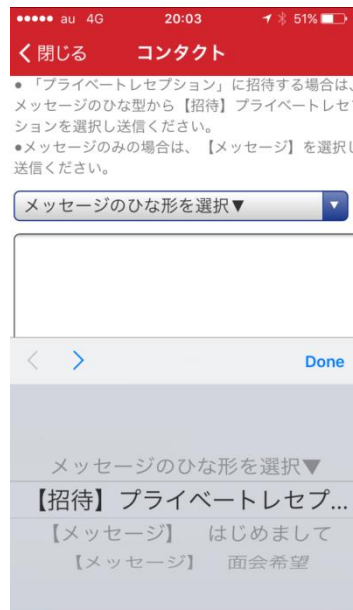 au 4G 20:03 51%
閉じる コンタクト
● 「プライベートレセプション」に招待する場合は、
メッセージのひな型から【招待】プライベートレセプ
ションを選択し送信ください。
●メッセージのみの場合は、【メッセージ】を選択し
送信ください。
メッセージのひな形を選択▼
Done
メッセージのひな形を選択▼
【招待】プライベートレセプ...
【メッセージ】 はじめまして
【メッセージ】 面会希望